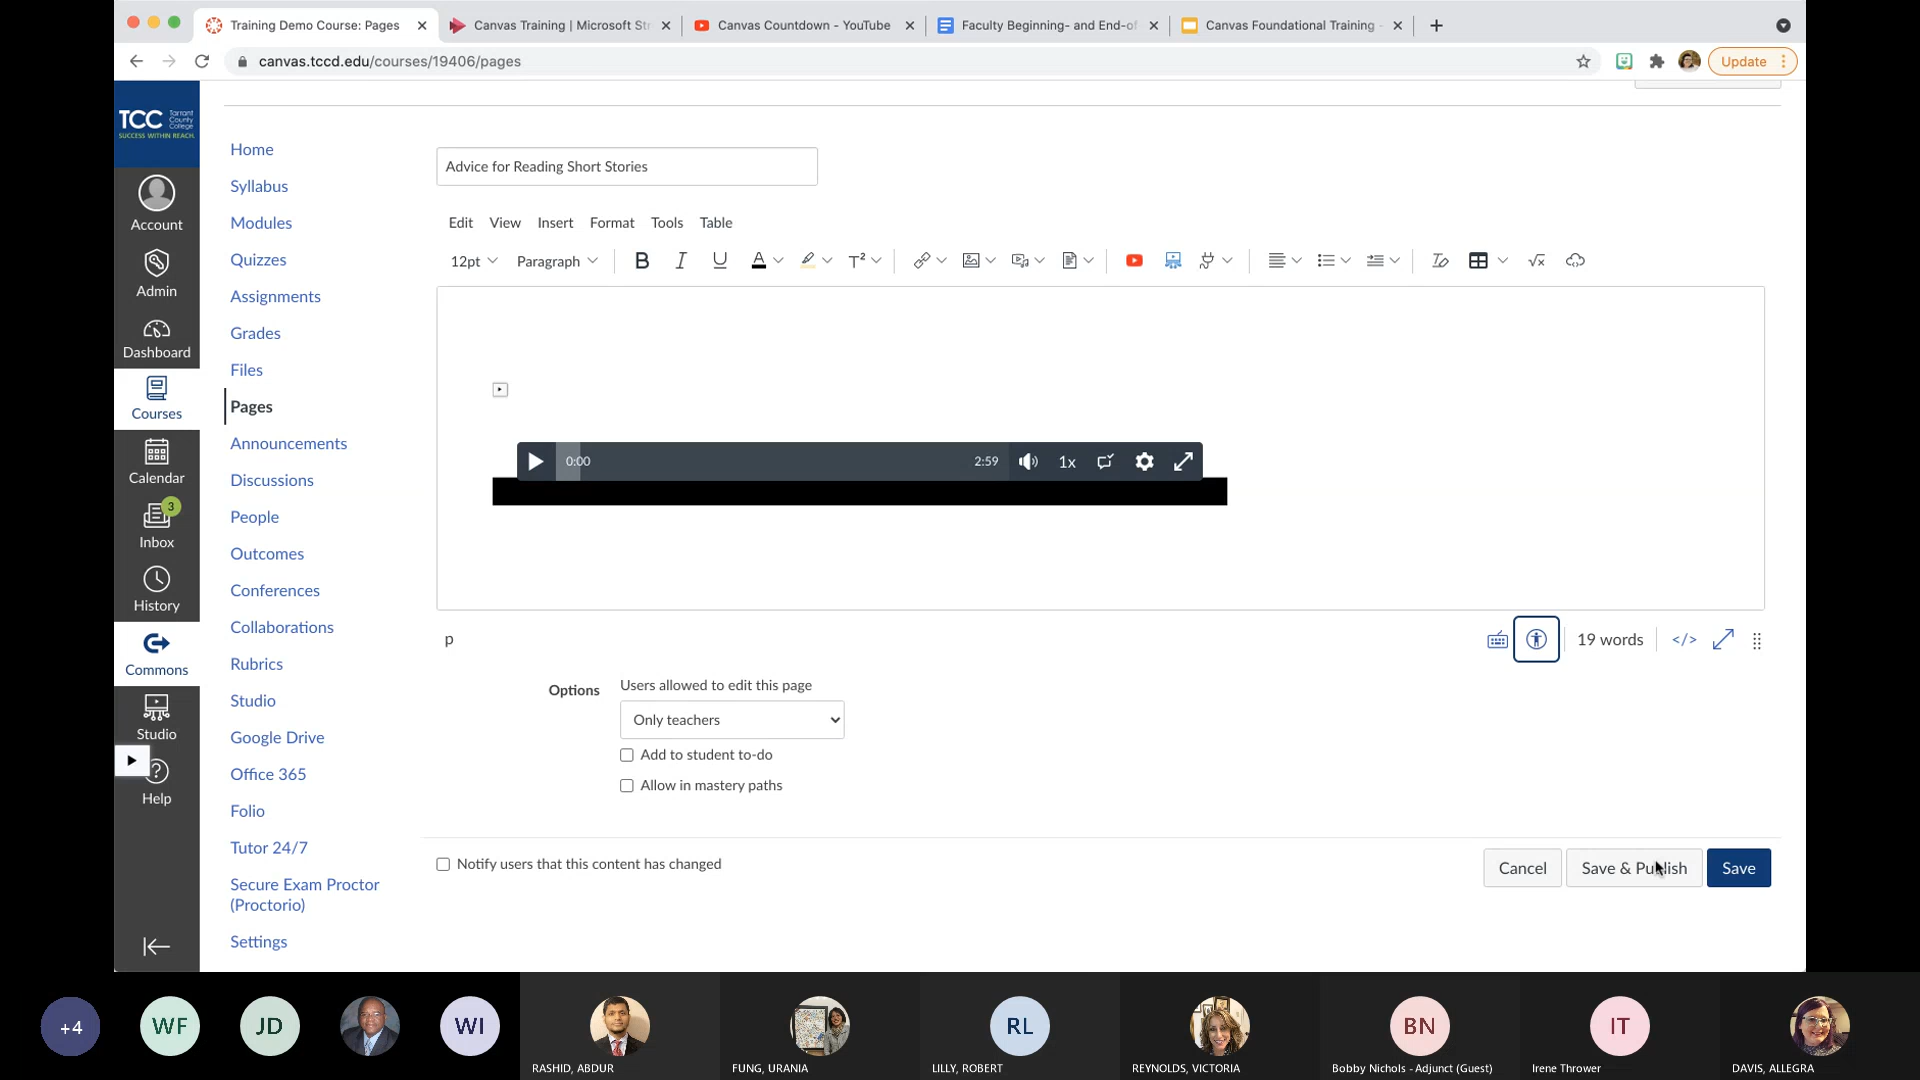 Training Demo Course: Pages
Canvas Training | Microsoft Str
Canvas Countdown - YouTube
Faculty Beginning- and End-of
Canvas Foundational Training -
canvas.tccd.edu/courses/19406/pages
Update
TCC Tarrant County College
SUCCESS WITHIN REACH.
Account
Admin
Dashboard
Courses
Calendar
3
Inbox
History
Commons
Studio
Help
Home
Syllabus
Modules
Quizzes
Assignments
Grades
Files
Pages
Announcements
Discussions
People
Outcomes
Conferences
Collaborations
Rubrics
Studio
Google Drive
Office 365
Folio
Tutor 24/7
Secure Exam Proctor
(Proctorio)
Settings
Advice for Reading Short Stories
Edit View Insert Format Tools Table
12pt Paragraph B I U A T²
0:00 2:59 1x
p
19 words </>
Options
Users allowed to edit this page
Only teachers
Add to student to-do
Allow in mastery paths
Notify users that this content has changed
Cancel Save & Publish Save
+4 WF JD WI RL BN IT
RASHID, ABDUR
FUNG, URANIA
LILLY, ROBERT
REYNOLDS, VICTORIA
Bobby Nichols - Adjunct (Guest)
Irene Thrower
DAVIS, ALLEGRA